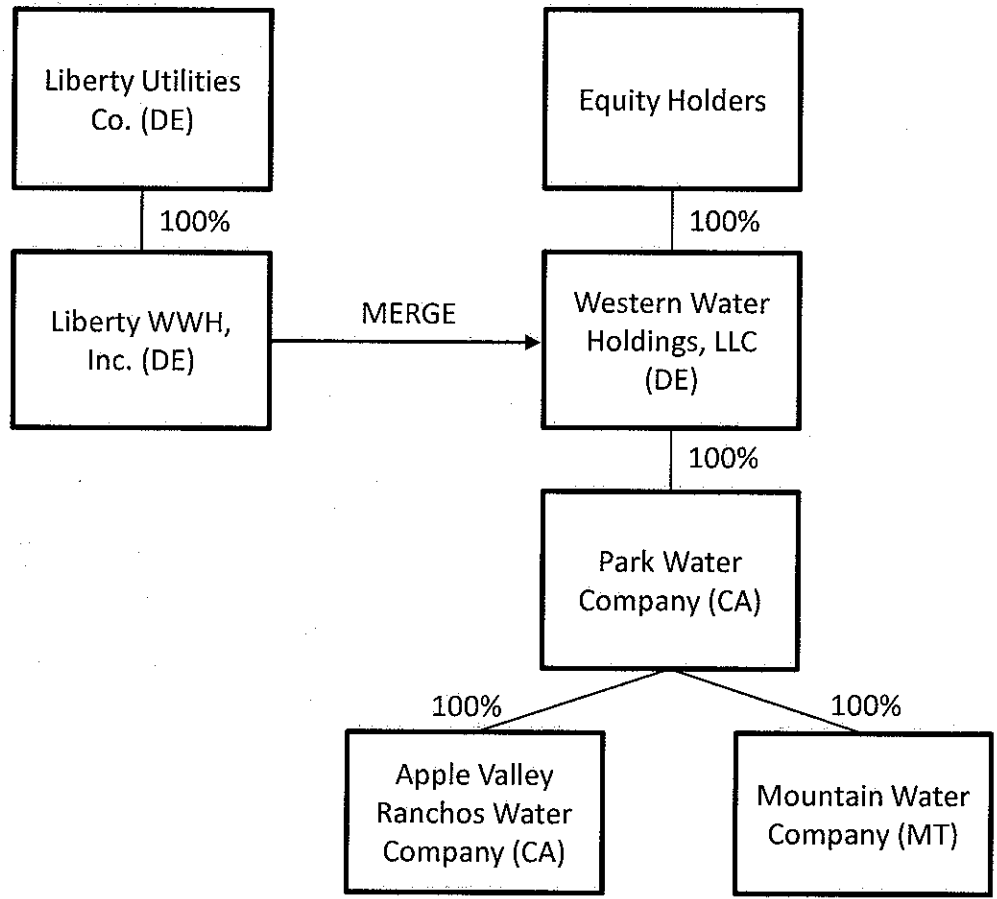 Liberty Utilities
Co. (DE)
Equity Holders
100%
100%
Liberty WWH,
Inc. (DE)
MERGE
Western Water
Holdings, LLC
(DE)
100%
Park Water
Company (CA)
100%
100%
Apple Valley
Ranchos Water
Company (CA)
Mountain Water
Company (MT)